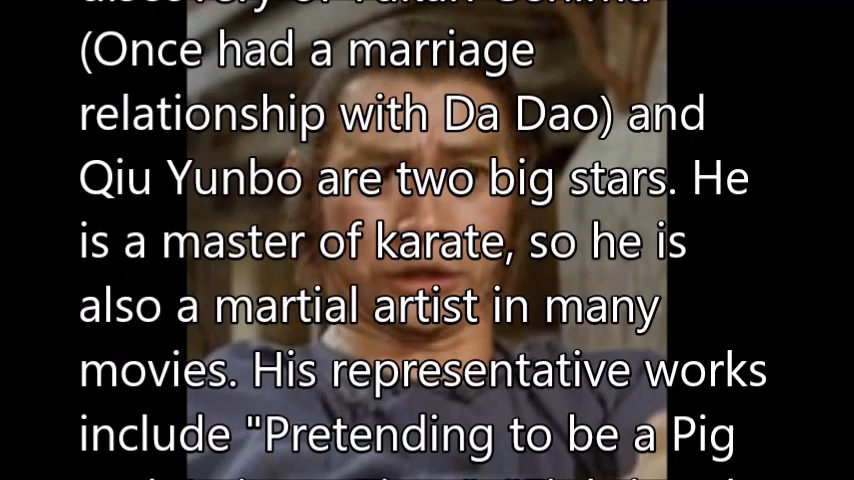 (Once had a marriage
relationship with Da Dao) and
Qiu Yunbo are two big stars. He
is a master of karate, so he is
also a martial artist in many
movies. His representative works
include "Pretending to be a Pig